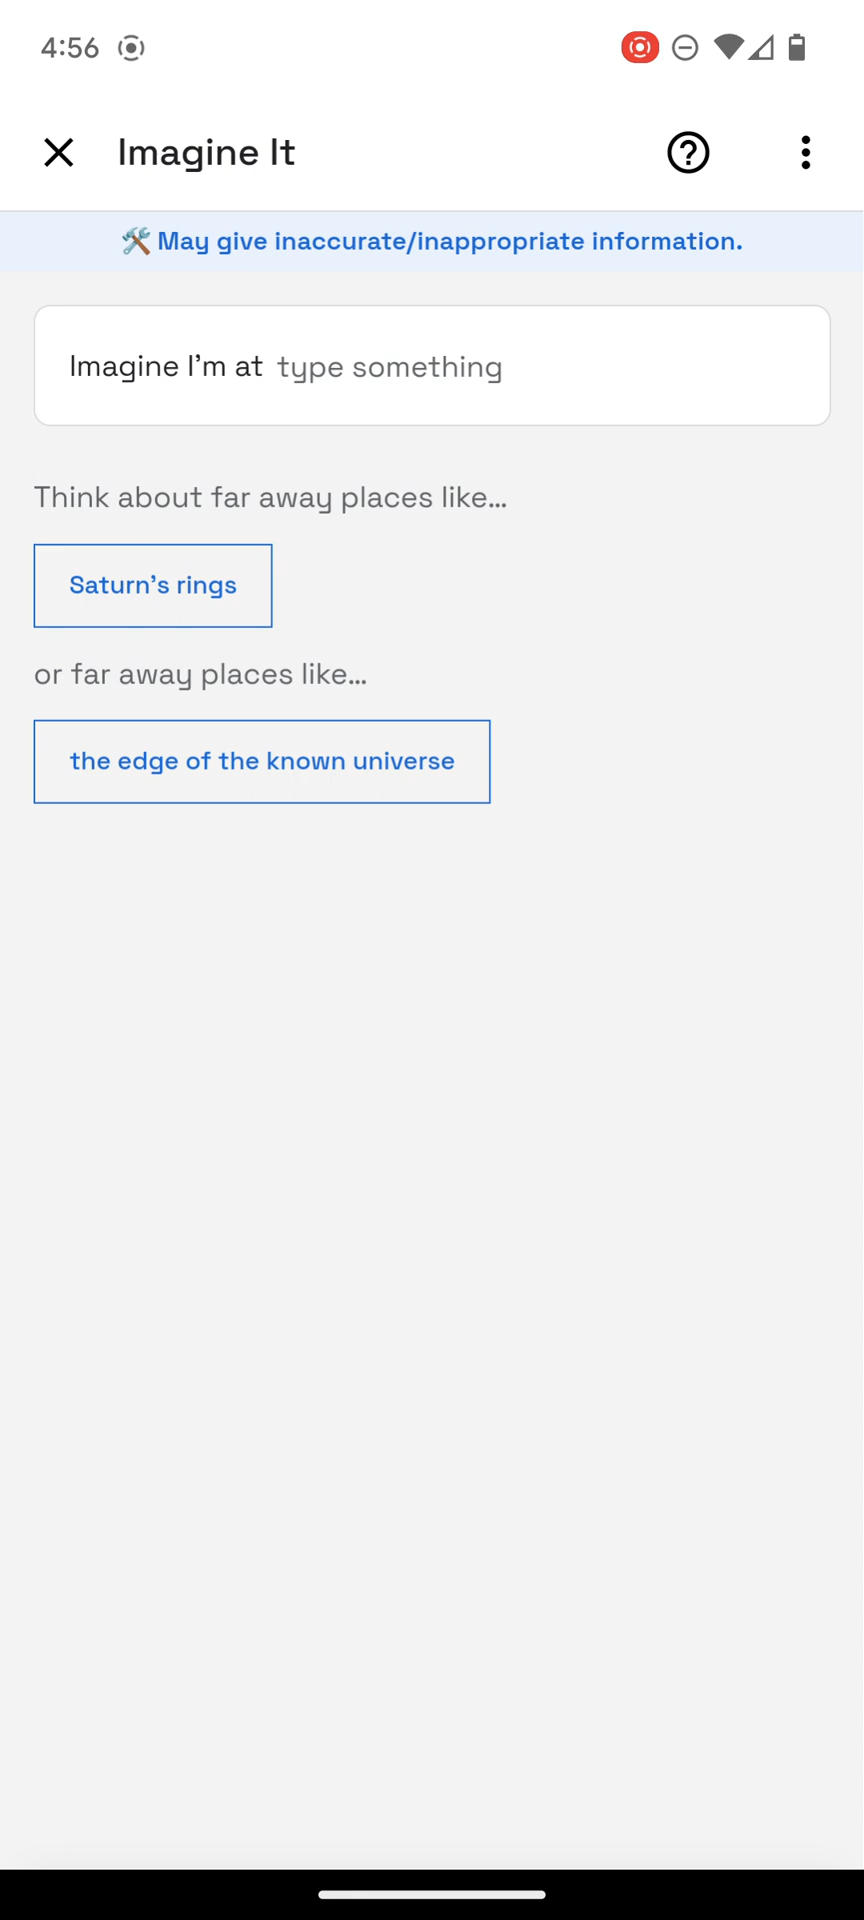 4:56
Imagine It
🛠 May give inaccurate/inappropriate information.
Imagine I'm at type something
Think about far away places like...
Saturn's rings
or far away places like...
the edge of the known universe